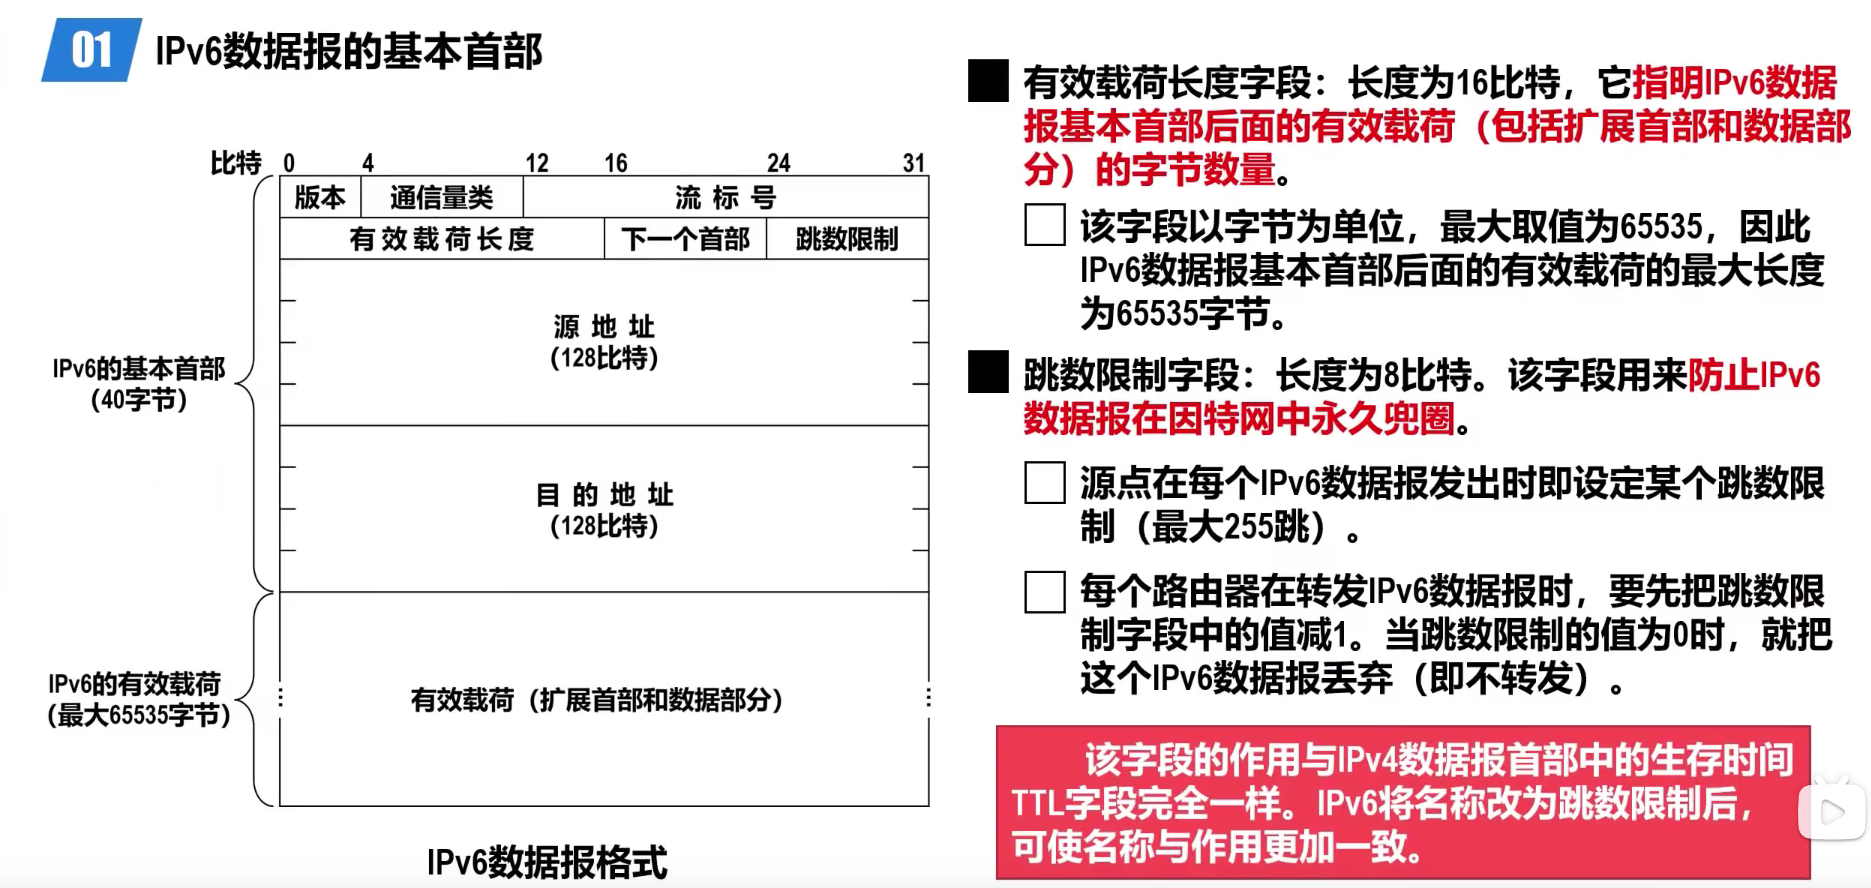 01 IPv6数据报的基本首部
比特 0 4 12 16 24 31
版本 通信量类 流标号
有效载荷长度 下一个首部 跳数限制
源地址
(128比特)
IPv6的基本首部
(40字节)
目的地址
(128比特)
IPv6的有效载荷
(最大65535字节)
有效载荷（扩展首部和数据部分）
IPv6数据报格式
有效载荷长度字段：长度为16比特，它指明IPv6数据
报基本首部后面的有效载荷（包括扩展首部和数据部
分）的字节数量。
该字段以字节为单位，最大取值为65535，因此
IPv6数据报基本首部后面的有效载荷的最大长度
为65535字节。
跳数限制字段：长度为8比特。该字段用来防止IPv6
数据报在因特网中永久兜圈。
源点在每个IPv6数据报发出时即设定某个跳数限
制（最大255跳）。
每个路由器在转发IPv6数据报时，要先把跳数限
制字段中的值减1。当跳数限制的值为0时，就把
这个IPv6数据报丢弃（即不转发）。
该字段的作用与IPv4数据报首部中的生存时间
TTL字段完全一样。IPv6将名称改为跳数限制后，
可使名称与作用更加一致。